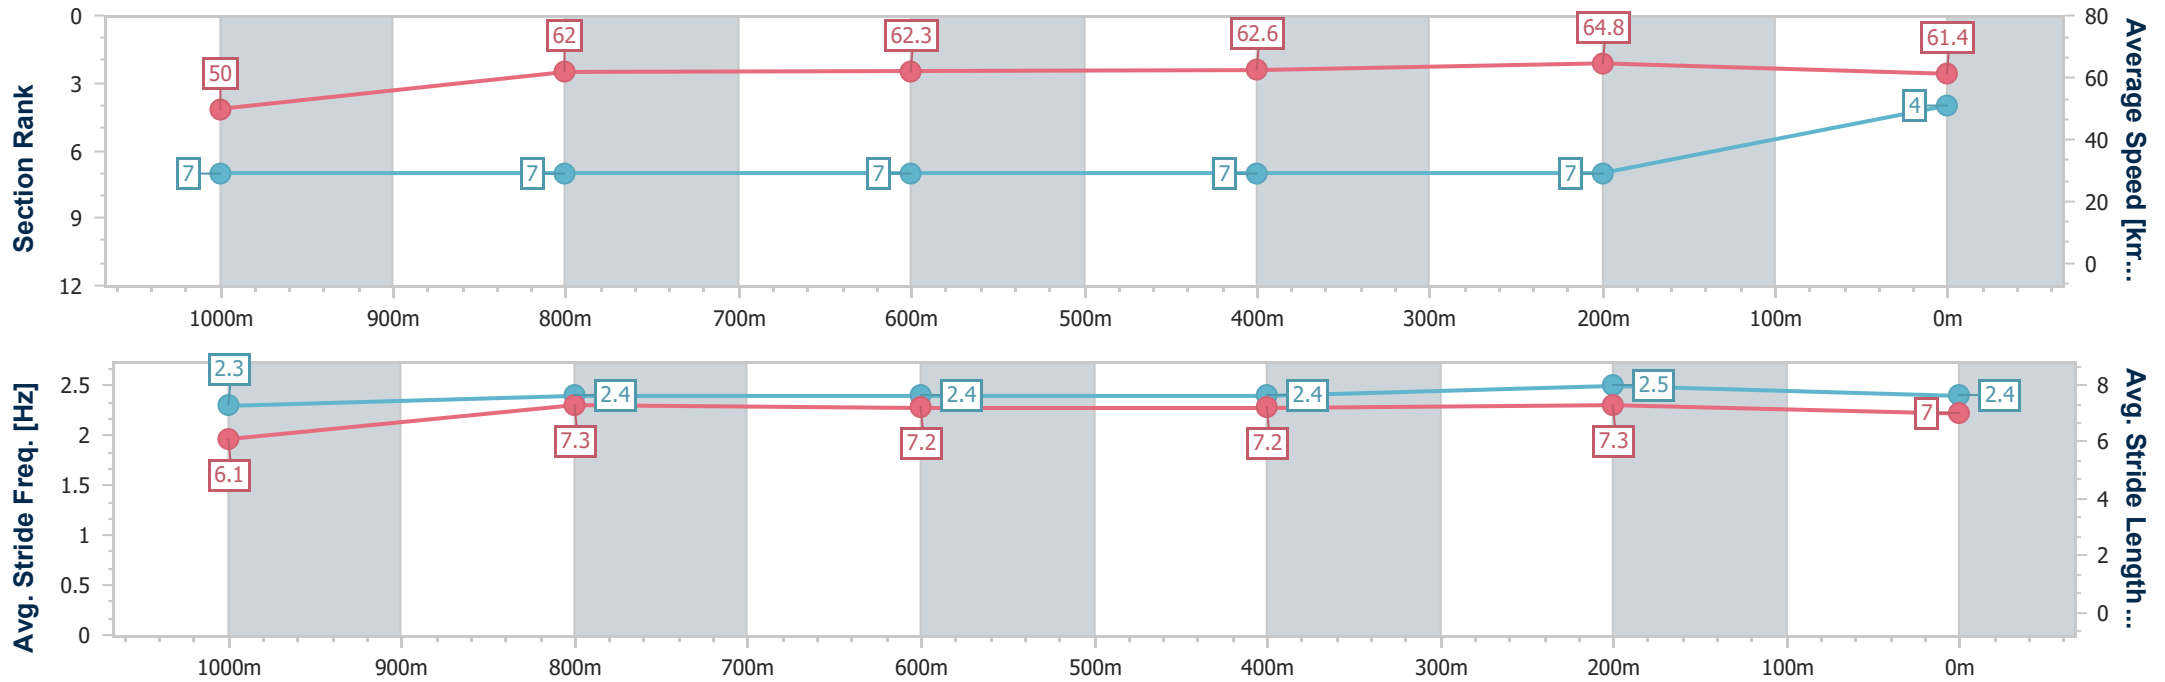 Section Rank
0
3
6
9
12
50
62
62.3
62.6
64.8
61.4
7
7
7
7
7
4
80
60
40
20
0
Average Speed [km...
1000m
900m
800m
700m
600m
500m
400m
300m
200m
100m
0m
Avg. Stride Freq. [Hz]
2.5
2
1.5
1
0.5
0
2.3
2.4
2.4
2.4
2.5
2.4
6.1
7.3
7.2
7.2
7.3
7
8
6
4
2
0
Avg. Stride Length ...
1000m
900m
800m
700m
600m
500m
400m
300m
200m
100m
0m